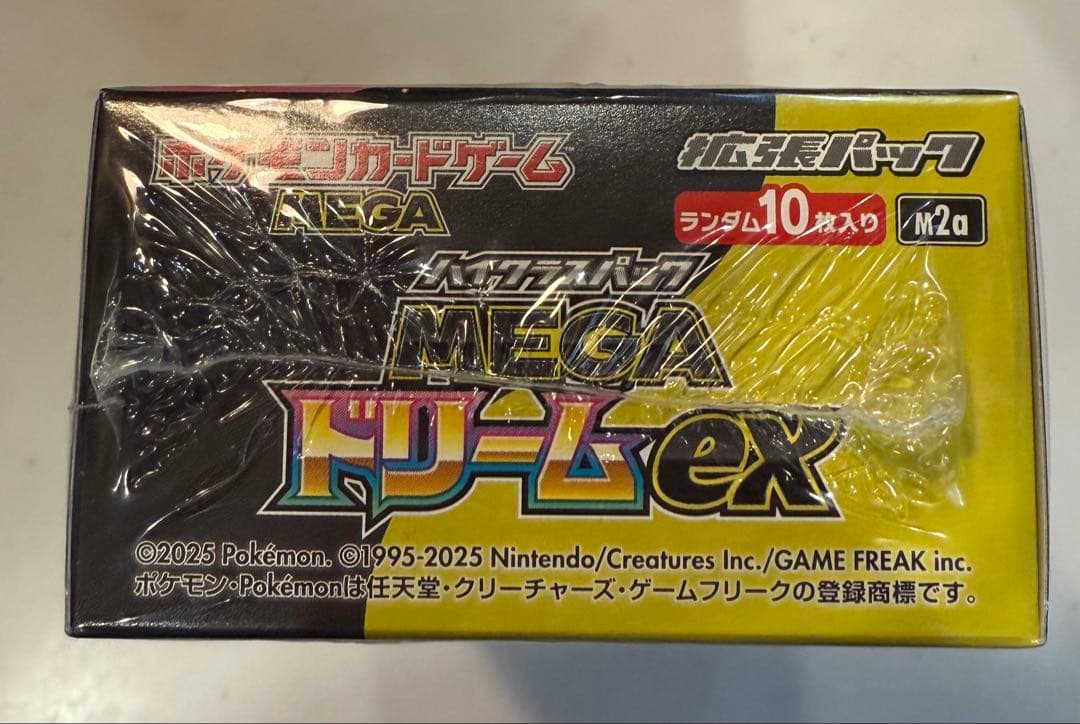 ポケモンカードゲーム™
MEGA
拡張パック
ランダム10枚入り
M2a
ハイクラスパック
MEGA
ドリームex
©2025 Pokémon. ©1995-2025 Nintendo/Creatures Inc./GAME FREAK inc.
ポケモン・Pokémonは任天堂・クリーチャーズ・ゲームフリークの登録商標です。